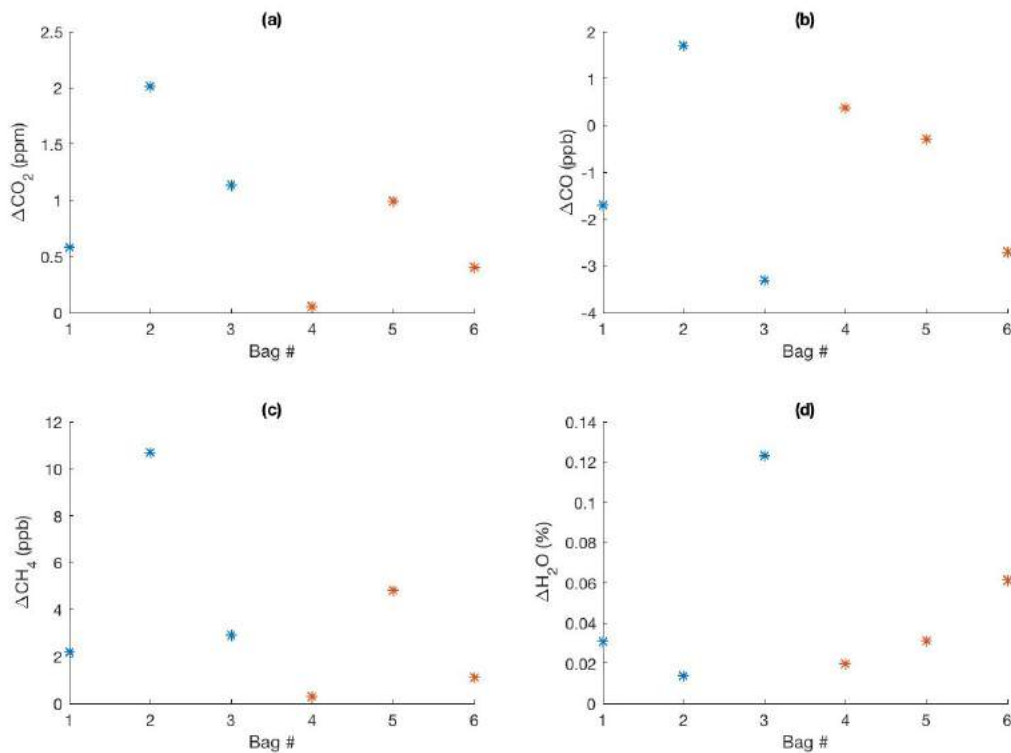 (a)
2.5
2
1.5
1
0.5
0
ΔCO₂ (ppm)
1 2 3 4 5 6
Bag #
(b)
2
1
0
-1
-2
-3
-4
ΔCO (ppb)
1 2 3 4 5 6
Bag #
(c)
12
10
8
6
4
2
0
ΔCH₄ (ppb)
1 2 3 4 5 6
Bag #
(d)
0.14
0.12
0.1
0.08
0.06
0.04
0.02
0
ΔH₂O (%)
1 2 3 4 5 6
Bag #